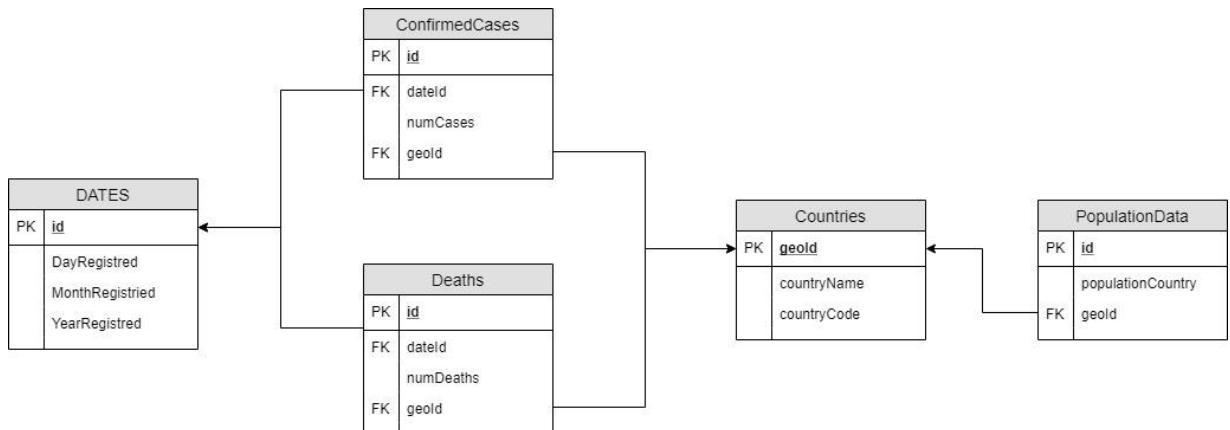 ConfirmedCases
PK id
FK dateId
numCases
FK geoId
DATES
PK id
DayRegistred
MonthRegistried
YearRegistred
Deaths
PK id
FK dateId
numDeaths
FK geoId
Countries
PK geoId
countryName
countryCode
PopulationData
PK id
populationCountry
FK geoId